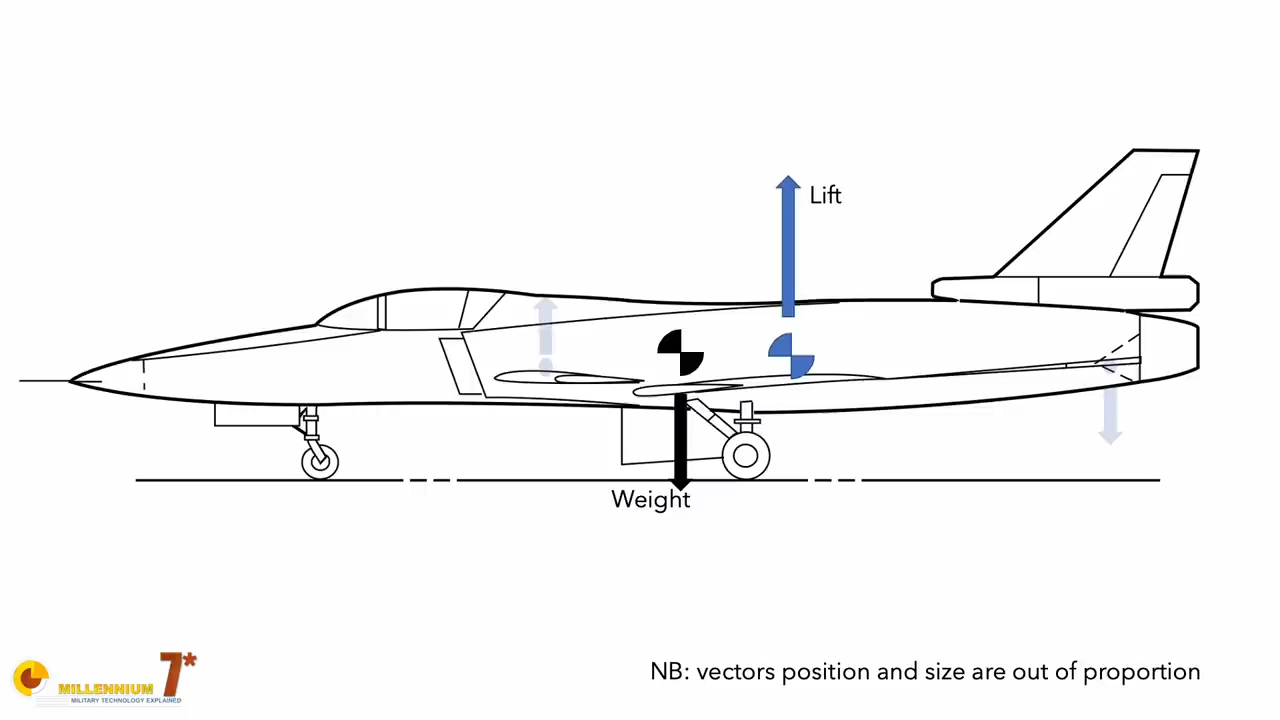 Lift
Weight
NB: vectors position and size are out of proportion
MILLENNIUM 7*
MILITARY TECHNOLOGY EXPLAINED